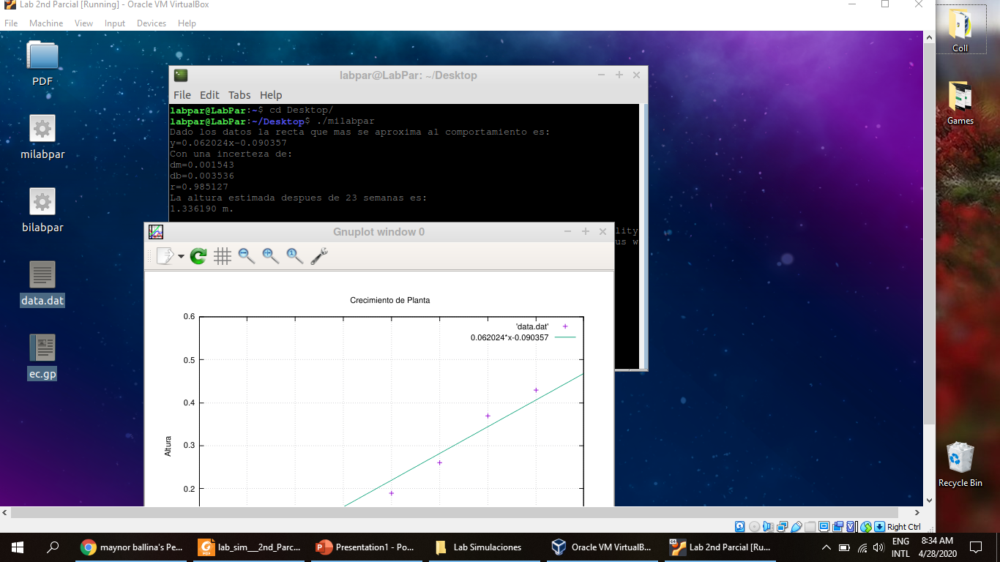 Lab 2nd Parcial [Running] - Oracle VM VirtualBox
File Machine View Input Devices Help
Coll
Games
Recycle Bin
PDF
milabpar
bilabpar
data.dat
ec.gp
labpar@LabPar: ~/Desktop
File Edit Tabs Help
labpar@LabPar:~$ cd Desktop/
labpar@LabPar:~/Desktop$ ./milabpar
Dado los datos la recta que mas se aproxima al comportamiento es:
y=0.062024x-0.090357
Con una incerteza de:
dm=0.001543
db=0.003536
r=0.985127
La altura estimada despues de 23 semanas es:
1.336190 m.
lity
us w
Gnuplot window 0
Crecimiento de Planta
0.6
'data.dat'
0.062024*x-0.090357
0.5
0.4
0.3
0.2
Altura
Right Ctrl
maynor ballina's Pe...
lab_sim___2nd_Parc...
Presentation1 - Po...
Lab Simulaciones
Oracle VM VirtualB...
Lab 2nd Parcial [Ru...
ENG
INTL
8:34 AM
4/28/2020